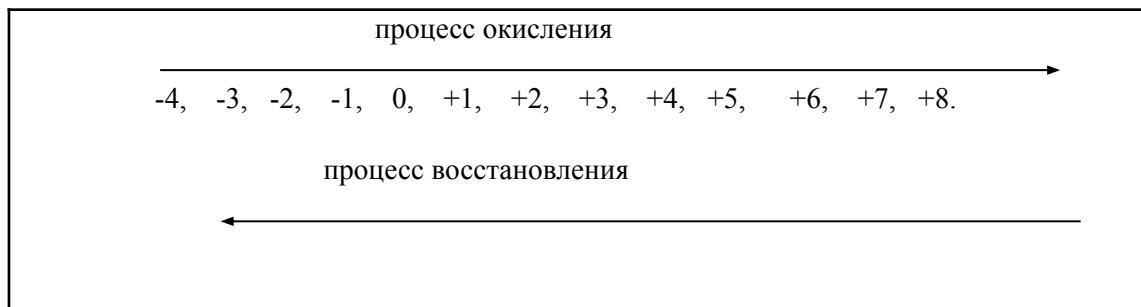 процесс окисления
-4, -3, -2, -1, 0, +1, +2, +3, +4, +5, +6, +7, +8.
процесс восстановления